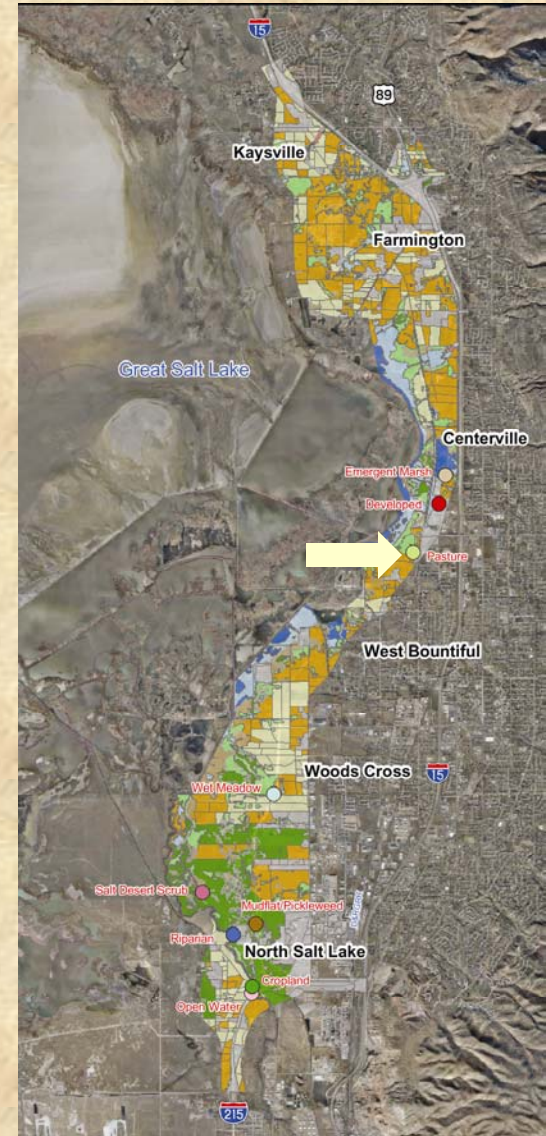 15
89
Kaysville
Farmington
Great Salt Lake
Centerville
Emergent Marsh
Developed
Pasture
West Bountiful
Woods Cross
15
Wet Meadow
Salt Desert Scrub
Mudflat/Pickleweed
Riparian
North Salt Lake
Cropland
Open Water
215